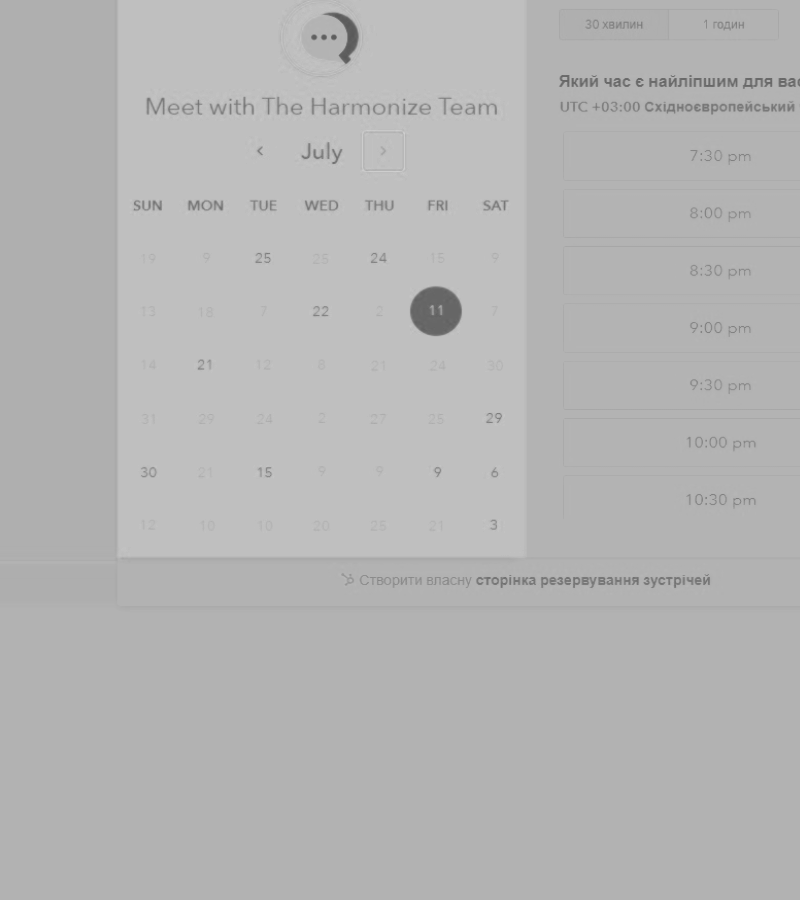 Meet with The Harmonize Team
July
SUN MON TUE WED THU FRI SAT
19 9 25 25 24 15 9
13 18 7 22 2 11 7
14 21 12 8 21 24 30
31 29 24 2 27 25 29
30 21 15 9 9 9 6
12 10 10 20 25 21 3
30 хвилин 1 годин
Який час є найліпшим для вас
UTC +03:00 Східноєвропейський
7:30 pm
8:00 pm
8:30 pm
9:00 pm
9:30 pm
10:00 pm
10:30 pm
Створити власну сторінка резервування зустрічей